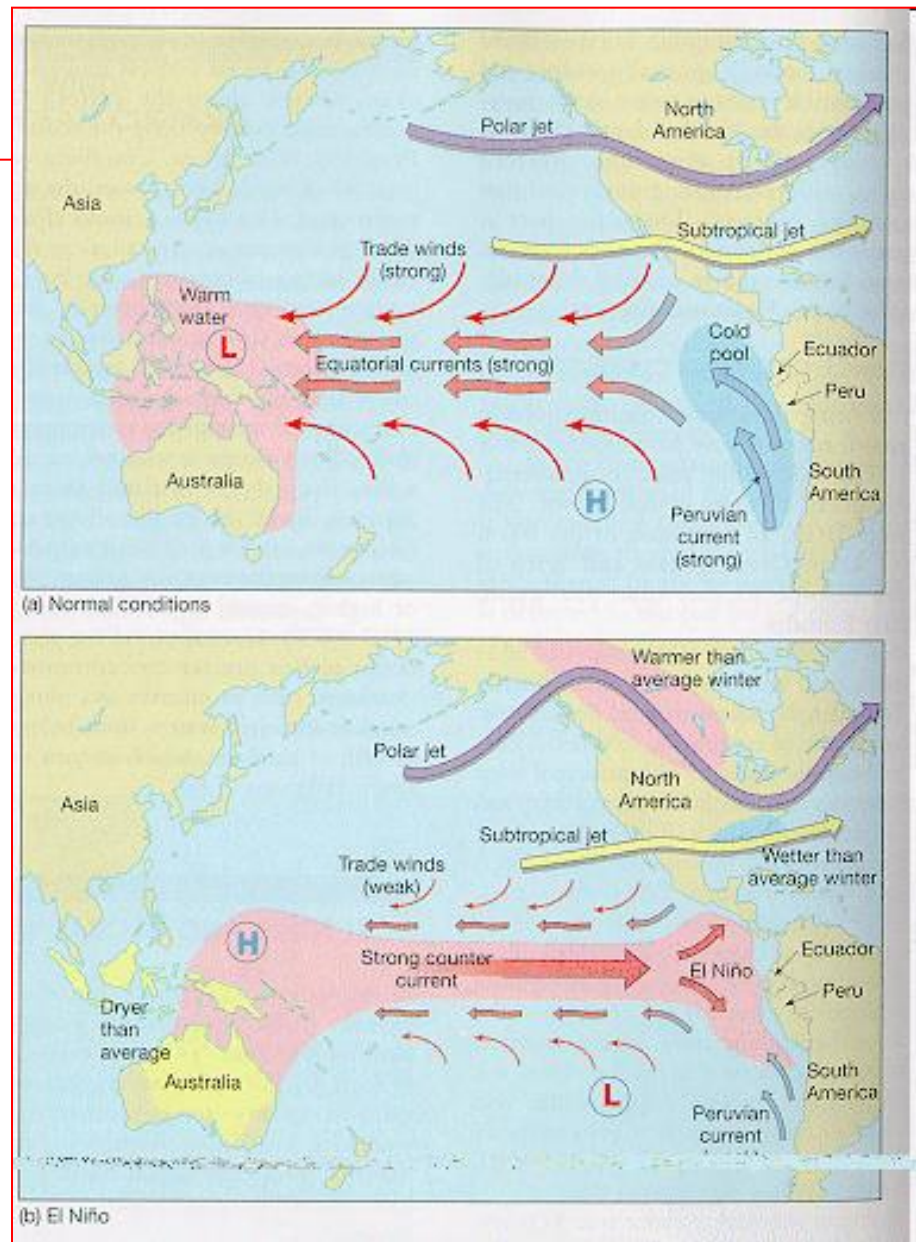 Polar jet
North
America
Asia
Subtropical jet
Trade winds
(strong)
Warm
water
L
Cold
pool
Ecuador
Equatorial currents (strong)
Peru
Australia
H
South
America
Peruvian
current
(strong)
(a) Normal conditions
Warmer than
average winter
Polar jet
North
America
Asia
Subtropical jet
Wetter than
average winter
Trade winds
(weak)
H
Strong counter
current
El Niño
Ecuador
Peru
Dryer
than
average
Australia
L
South
America
Peruvian
current
(b) El Niño